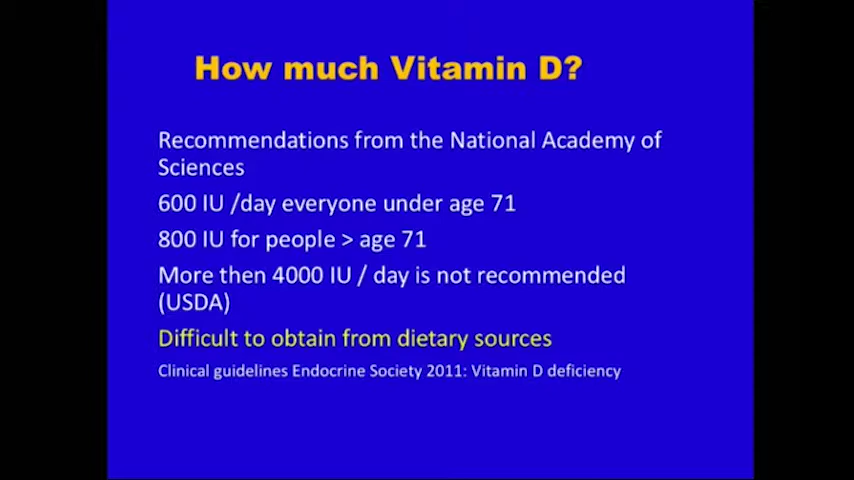 How much Vitamin D?
Recommendations from the National Academy of
Sciences
600 IU /day everyone under age 71
800 IU for people > age 71
More then 4000 IU / day is not recommended
(USDA)
Difficult to obtain from dietary sources
Clinical guidelines Endocrine Society 2011: Vitamin D deficiency